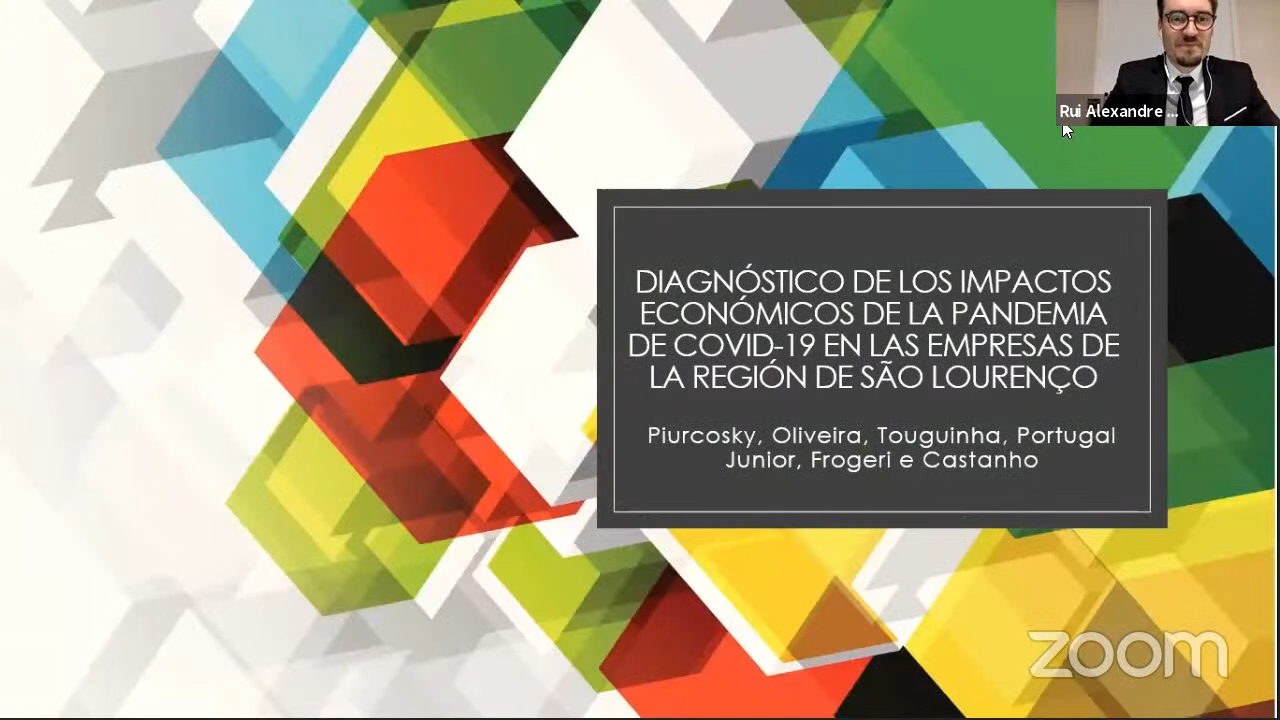 Rui Alexandre ...
DIAGNÓSTICO DE LOS IMPACTOS
ECONÓMICOS DE LA PANDEMIA
DE COVID-19 EN LAS EMPRESAS DE
LA REGIÓN DE SÃO LOURENÇO
Piurcosky, Oliveira, Touguinha, Portugal
Junior, Frogeri e Castanho
zoom